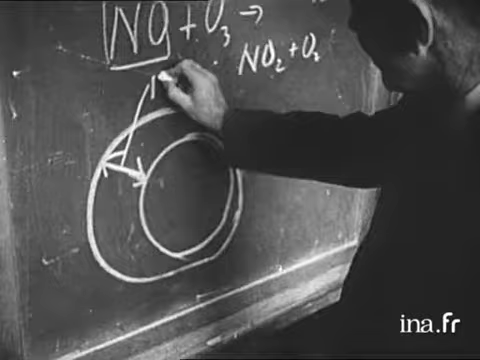 NO + O₃ →
NO₂ + O₂
ina.fr